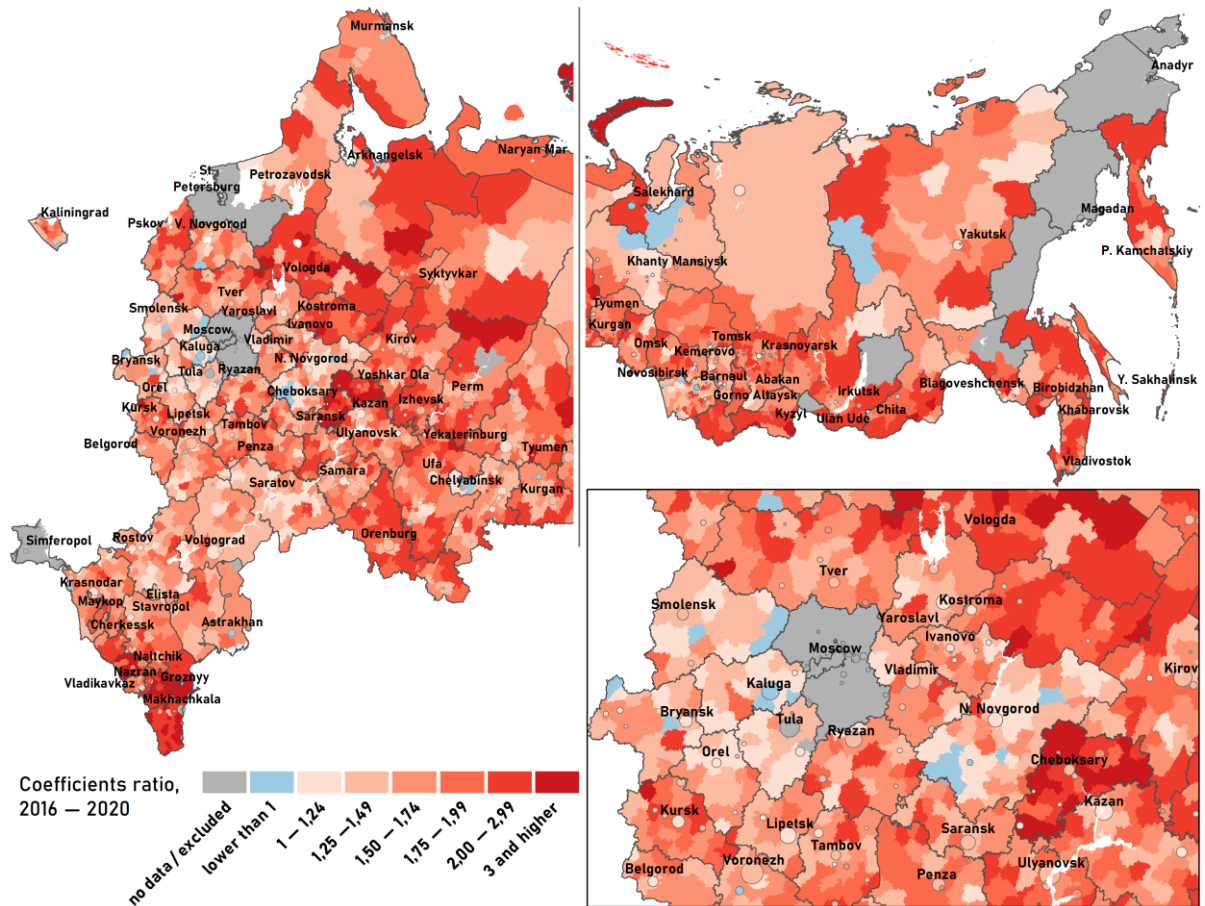 Murmansk
Arkhangelsk
Naryan Mar
St.
Petersburg
Petrozavodsk
Kaliningrad
Pskov
V. Novgorod
Vologda
Syktyvkar
Tver
Smolensk
Yaroslavl
Kostroma
Moscow
Ivanovo
Vladimir
Kirov
Kaluga
N. Novgorod
Bryansk
Tula
Ryazan
Yoshkar Ola
Perm
Orel
Cheboksary
Kazan
Izhevsk
Kursk
Lipetsk
Saransk
Voronezh
Tambov
Ulyanovsk
Yekaterinburg
Belgorod
Penza
Tyumen
Samara
Ufa
Saratov
Chelyabinsk
Kurgan
Simferopol
Rostov
Volgograd
Orenburg
Krasnodar
Elista
Maykop
Stavropol
Cherkessk
Astrakhan
Naltchik
Nazran
Groznyy
Vladikavkaz
Makhachkala
Coefficients ratio,
2016 — 2020
no data / excluded
lower than 1
1 — 1,24
1,25 —1,49
1,50 — 1,74
1,75 — 1,99
2,00 — 2,99
3 and higher
Anadyr
Salekhard
Magadan
Yakutsk
P. Kamchatskiy
Khanty Mansiysk
Tyumen
Kurgan
Omsk
Tomsk
Kemerovo
Krasnoyarsk
Novosibirsk
Barnaul
Abakan
Gorno Altaysk
Irkutsk
Blagoveshchensk
Birobidzhan
Y. Sakhalinsk
Kyzyl
Ulan Ude
Chita
Khabarovsk
Vladivostok
Vologda
Tver
Smolensk
Kostroma
Yaroslavl
Ivanovo
Moscow
Vladimir
Kirov
Kaluga
Bryansk
Tula
N. Novgorod
Ryazan
Orel
Cheboksary
Kursk
Kazan
Lipetsk
Saransk
Tambov
Belgorod
Voronezh
Penza
Ulyanovsk